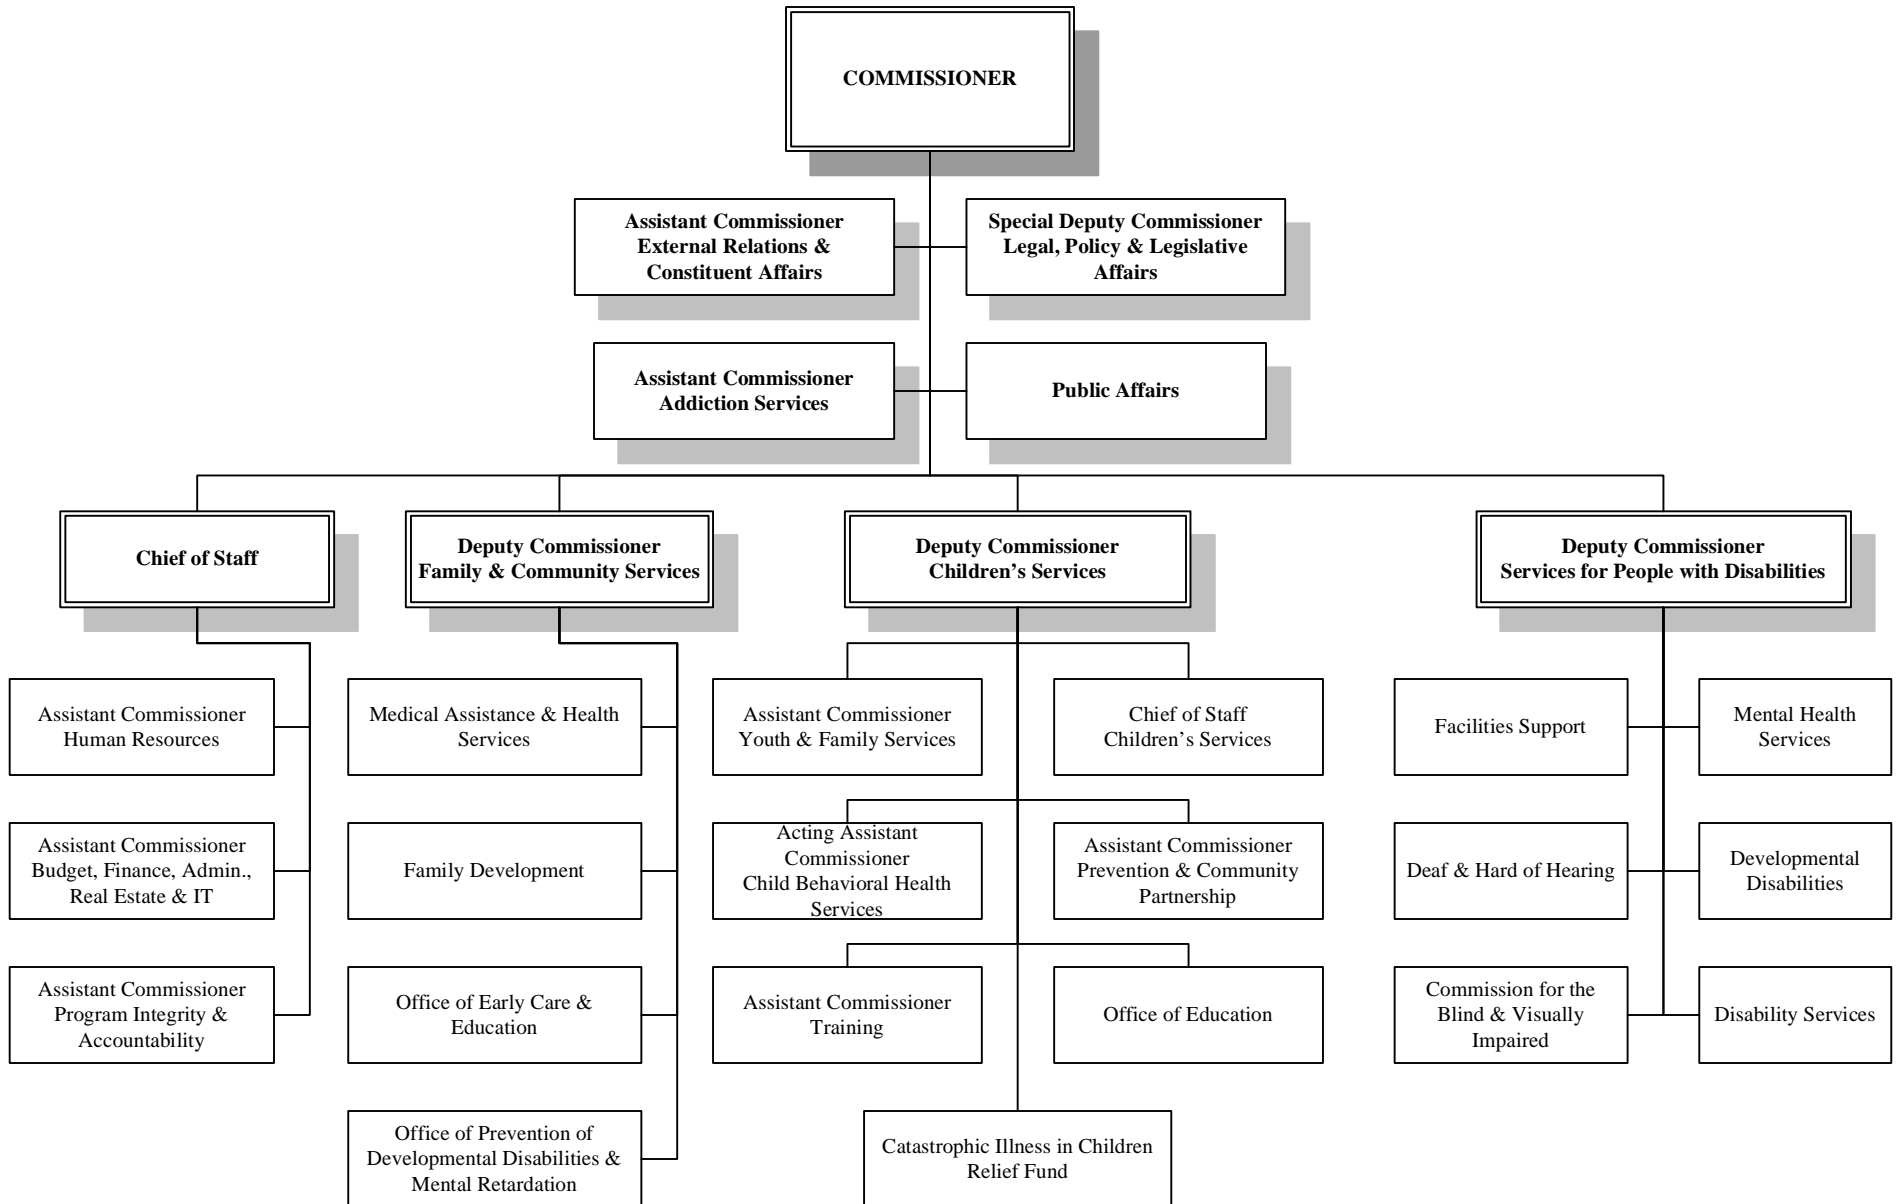 COMMISSIONER
Assistant Commissioner
External Relations &
Constituent Affairs
Special Deputy Commissioner
Legal, Policy & Legislative
Affairs
Assistant Commissioner
Addiction Services
Public Affairs
Chief of Staff
Deputy Commissioner
Family & Community Services
Deputy Commissioner
Children’s Services
Deputy Commissioner
Services for People with Disabilities
Assistant Commissioner
Human Resources
Medical Assistance & Health
Services
Assistant Commissioner
Youth & Family Services
Chief of Staff
Children’s Services
Facilities Support
Mental Health
Services
Assistant Commissioner
Budget, Finance, Admin.,
Real Estate & IT
Family Development
Acting Assistant
Commissioner
Child Behavioral Health
Services
Assistant Commissioner
Prevention & Community
Partnership
Deaf & Hard of Hearing
Developmental
Disabilities
Assistant Commissioner
Program Integrity &
Accountability
Office of Early Care &
Education
Assistant Commissioner
Training
Office of Education
Commission for the
Blind & Visually
Impaired
Disability Services
Office of Prevention of
Developmental Disabilities &
Mental Retardation
Catastrophic Illness in Children
Relief Fund